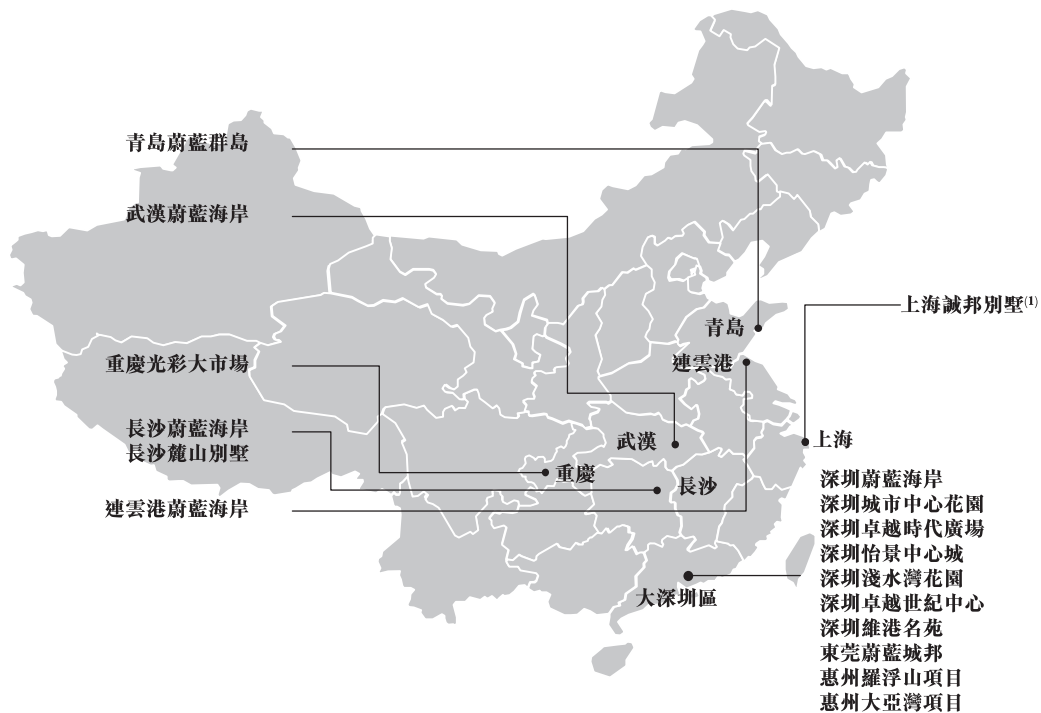 青島蔚藍群島
武漢蔚藍海岸
上海誠邦別墅(1)
青島
連雲港
重慶光彩大市場
長沙蔚藍海岸
長沙麓山別墅
武漢
上海
重慶
長沙
連雲港蔚藍海岸
深圳蔚藍海岸
深圳城市中心花園
深圳卓越時代廣場
深圳怡景中心城
深圳淺水灣花園
深圳卓越世紀中心
深圳維港名苑
東莞蔚藍城邦
惠州羅浮山項目
惠州大亞灣項目
大深圳區